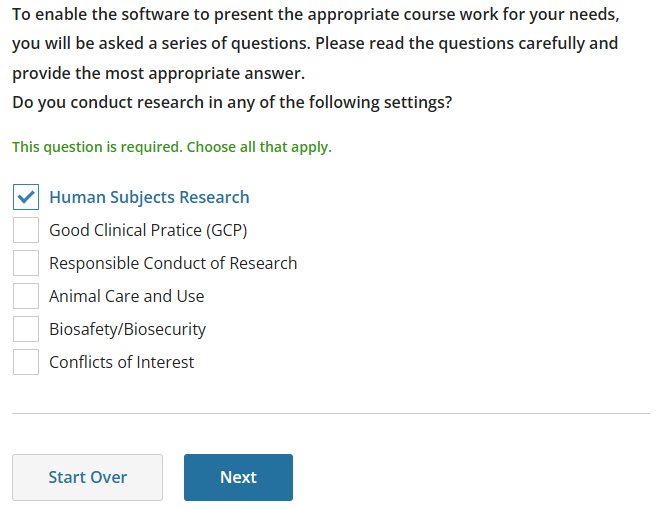 To enable the software to present the appropriate course work for your needs,
you will be asked a series of questions. Please read the questions carefully and
provide the most appropriate answer.
Do you conduct research in any of the following settings?
This question is required. Choose all that apply.
Human Subjects Research
Good Clinical Pratice (GCP)
Responsible Conduct of Research
Animal Care and Use
Biosafety/Biosecurity
Conflicts of Interest
Start Over
Next